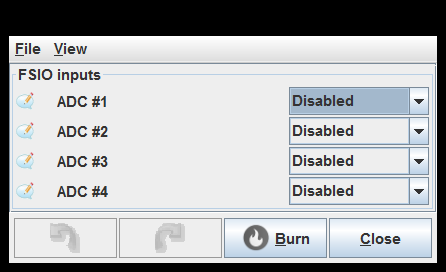 File View
FSIO inputs
ADC #1 Disabled
ADC #2 Disabled
ADC #3 Disabled
ADC #4 Disabled
Burn Close